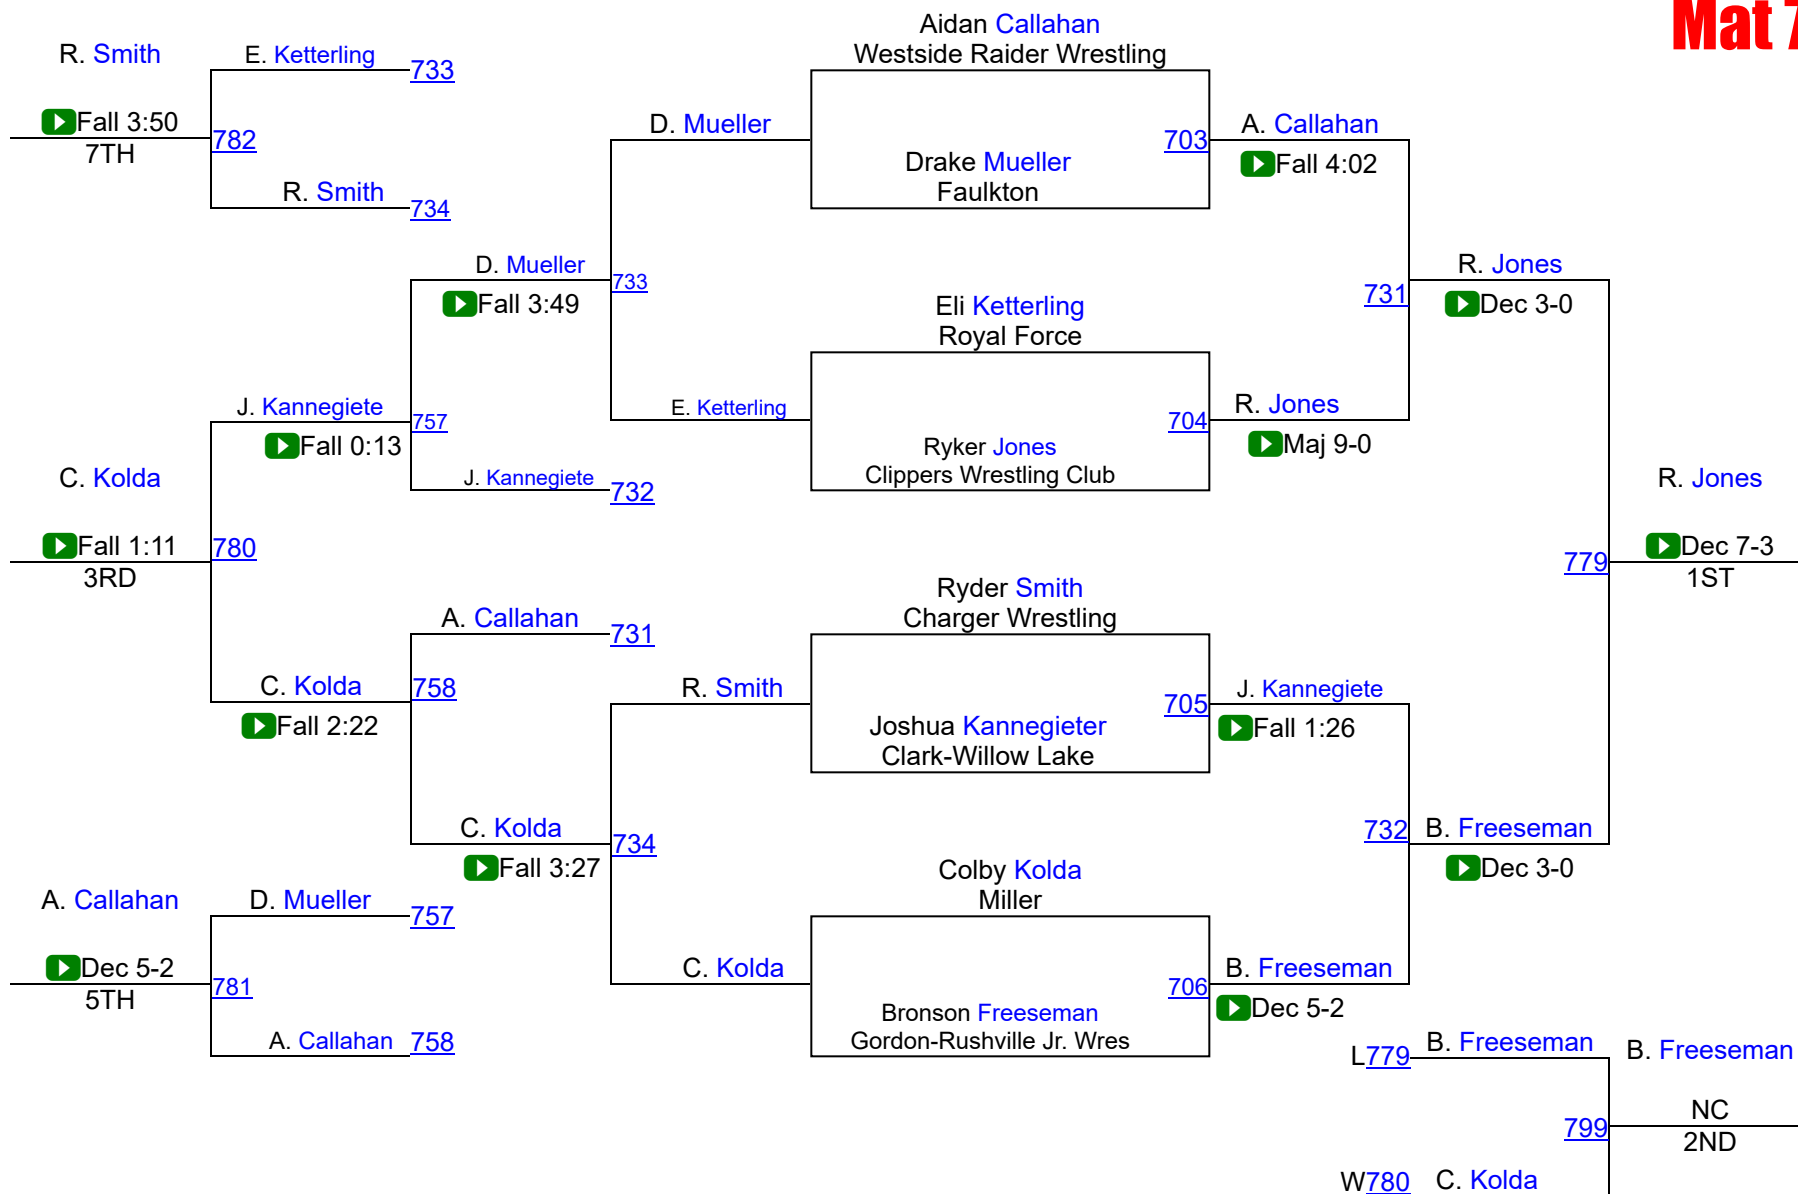 Mat 7
R. Smith
E. Ketterling
733
Fall 3:50
782
7TH
R. Smith
734
Aidan Callahan
Westside Raider Wrestling
D. Mueller
703
A. Callahan
Drake Mueller
Faulkton
Fall 4:02
D. Mueller
733
Fall 3:49
Eli Ketterling
Royal Force
731
R. Jones
Dec 3-0
J. Kannegiete
757
Fall 0:13
E. Ketterling
704
R. Jones
Maj 9-0
Ryker Jones
Clippers Wrestling Club
C. Kolda
J. Kannegiete
732
R. Jones
Fall 1:11
780
3RD
779
Dec 7-3
1ST
Ryder Smith
Charger Wrestling
A. Callahan
731
C. Kolda
758
Fall 2:22
R. Smith
705
J. Kannegiete
Fall 1:26
Joshua Kannegieter
Clark-Willow Lake
C. Kolda
734
Fall 3:27
732
B. Freeseman
Dec 3-0
Colby Kolda
Miller
A. Callahan
D. Mueller
757
Dec 5-2
781
5TH
C. Kolda
706
B. Freeseman
Dec 5-2
Bronson Freeseman
Gordon-Rushville Jr. Wres
A. Callahan
758
L779
B. Freeseman
B. Freeseman
799
NC
2ND
W780
C. Kolda